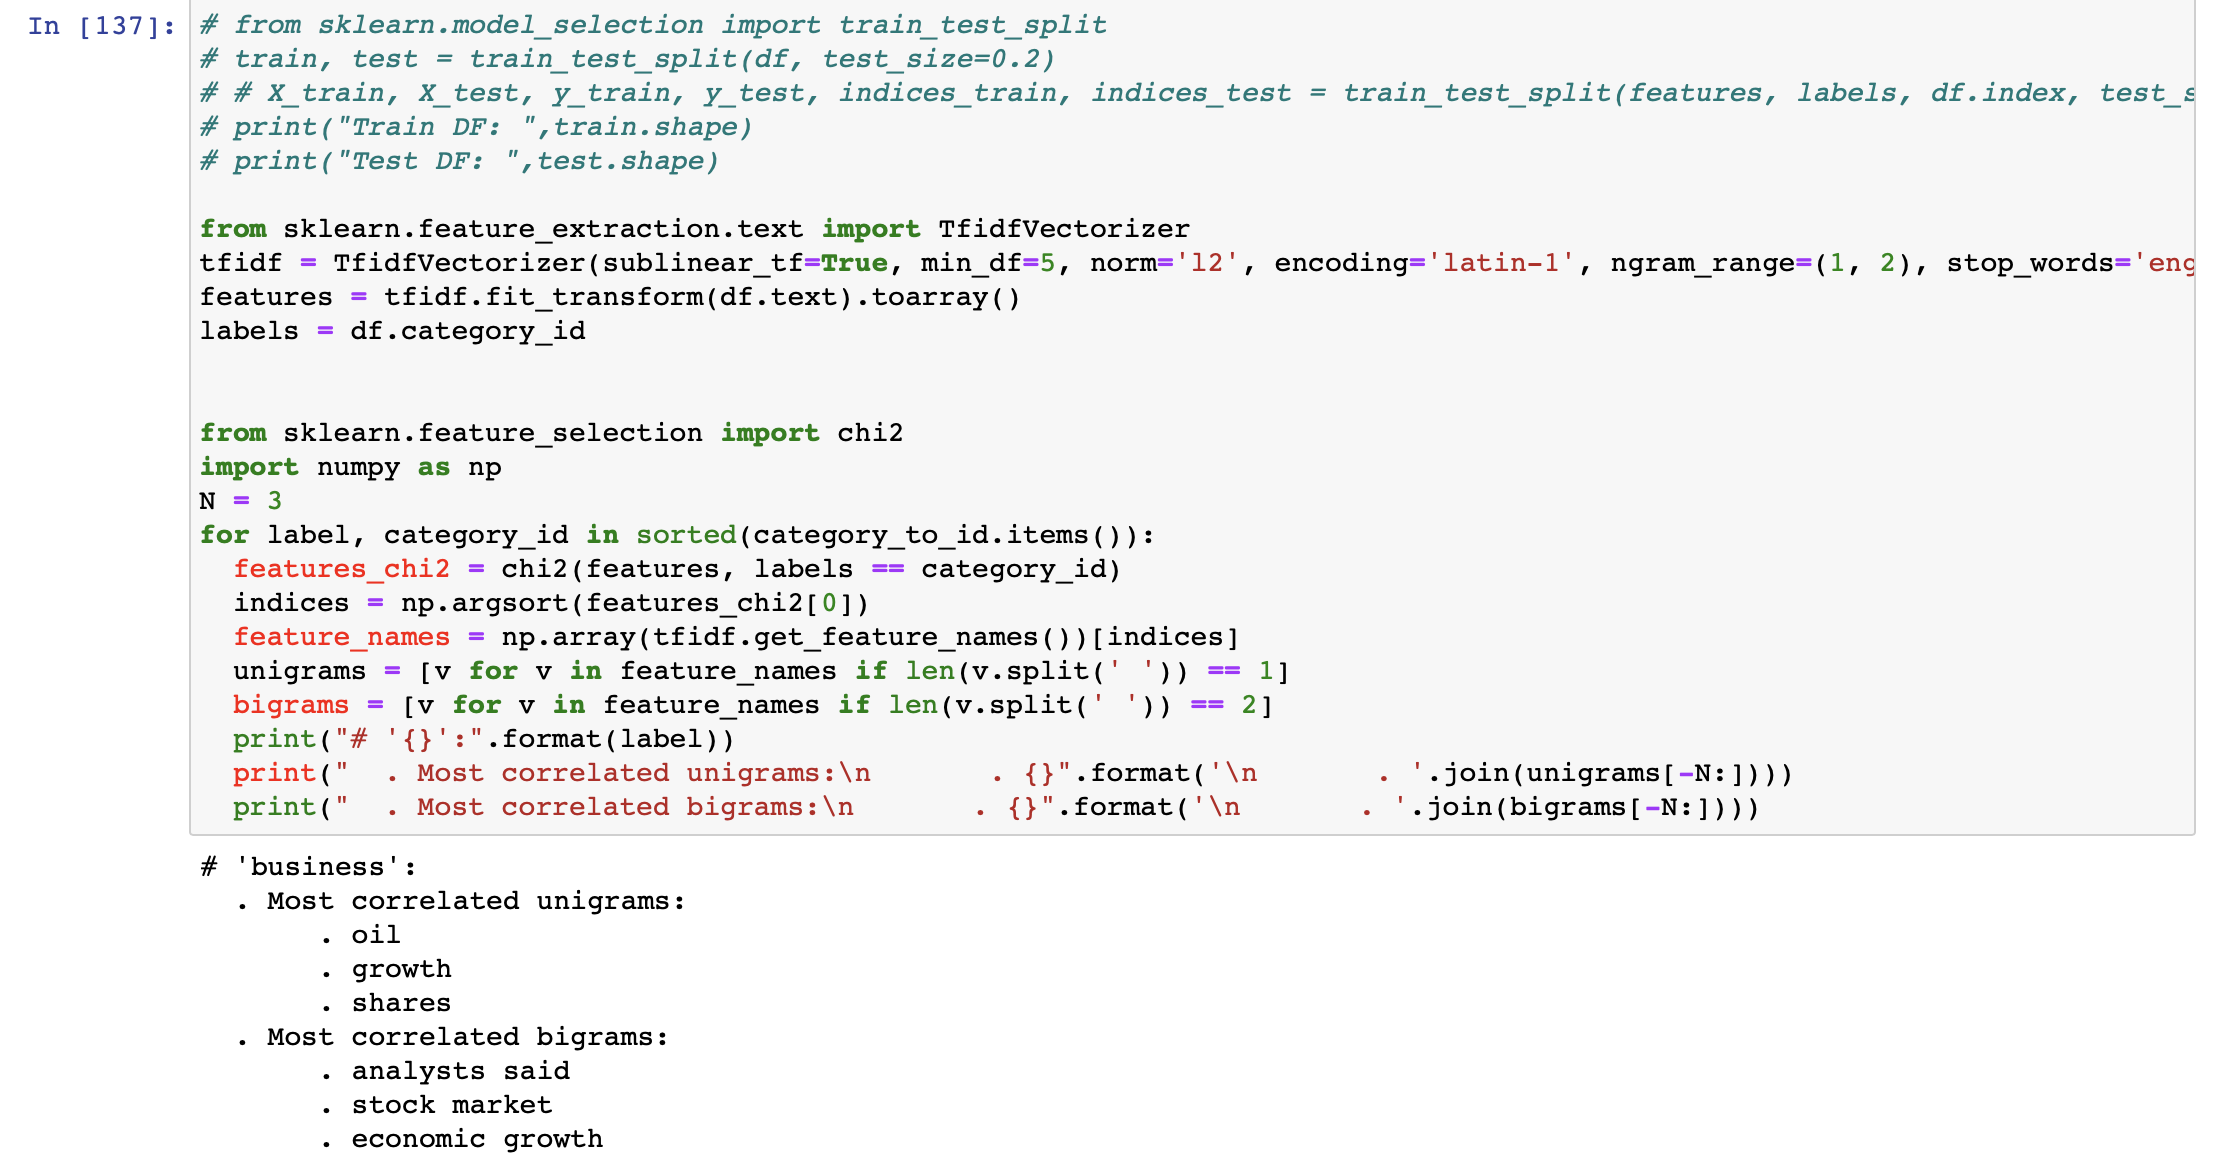 In [137]: # from sklearn.model_selection import train_test_split
# train, test = train_test_split(df, test_size=0.2)
# # X_train, X_test, y_train, y_test, indices_train, indices_test = train_test_split(features, labels, df.index, test_s
# print("Train DF: ",train.shape)
# print("Test DF: ",test.shape)
from sklearn.feature_extraction.text import TfidfVectorizer
tfidf = TfidfVectorizer(sublinear_tf=True, min_df=5, norm='l2', encoding='latin-1', ngram_range=(1, 2), stop_words='eng
features = tfidf.fit_transform(df.text).toarray()
labels = df.category_id
from sklearn.feature_selection import chi2
import numpy as np
N = 3
for label, category_id in sorted(category_to_id.items()):
  features_chi2 = chi2(features, labels == category_id)
  indices = np.argsort(features_chi2[0])
  feature_names = np.array(tfidf.get_feature_names())[indices]
  unigrams = [v for v in feature_names if len(v.split(' ')) == 1]
  bigrams = [v for v in feature_names if len(v.split(' ')) == 2]
  print("# '{}':".format(label))
  print("  . Most correlated unigrams:\n       . {}".format('\n       . '.join(unigrams[-N:])))
  print("  . Most correlated bigrams:\n       . {}".format('\n       . '.join(bigrams[-N:])))
# 'business':
  . Most correlated unigrams:
       . oil
       . growth
       . shares
  . Most correlated bigrams:
       . analysts said
       . stock market
       . economic growth